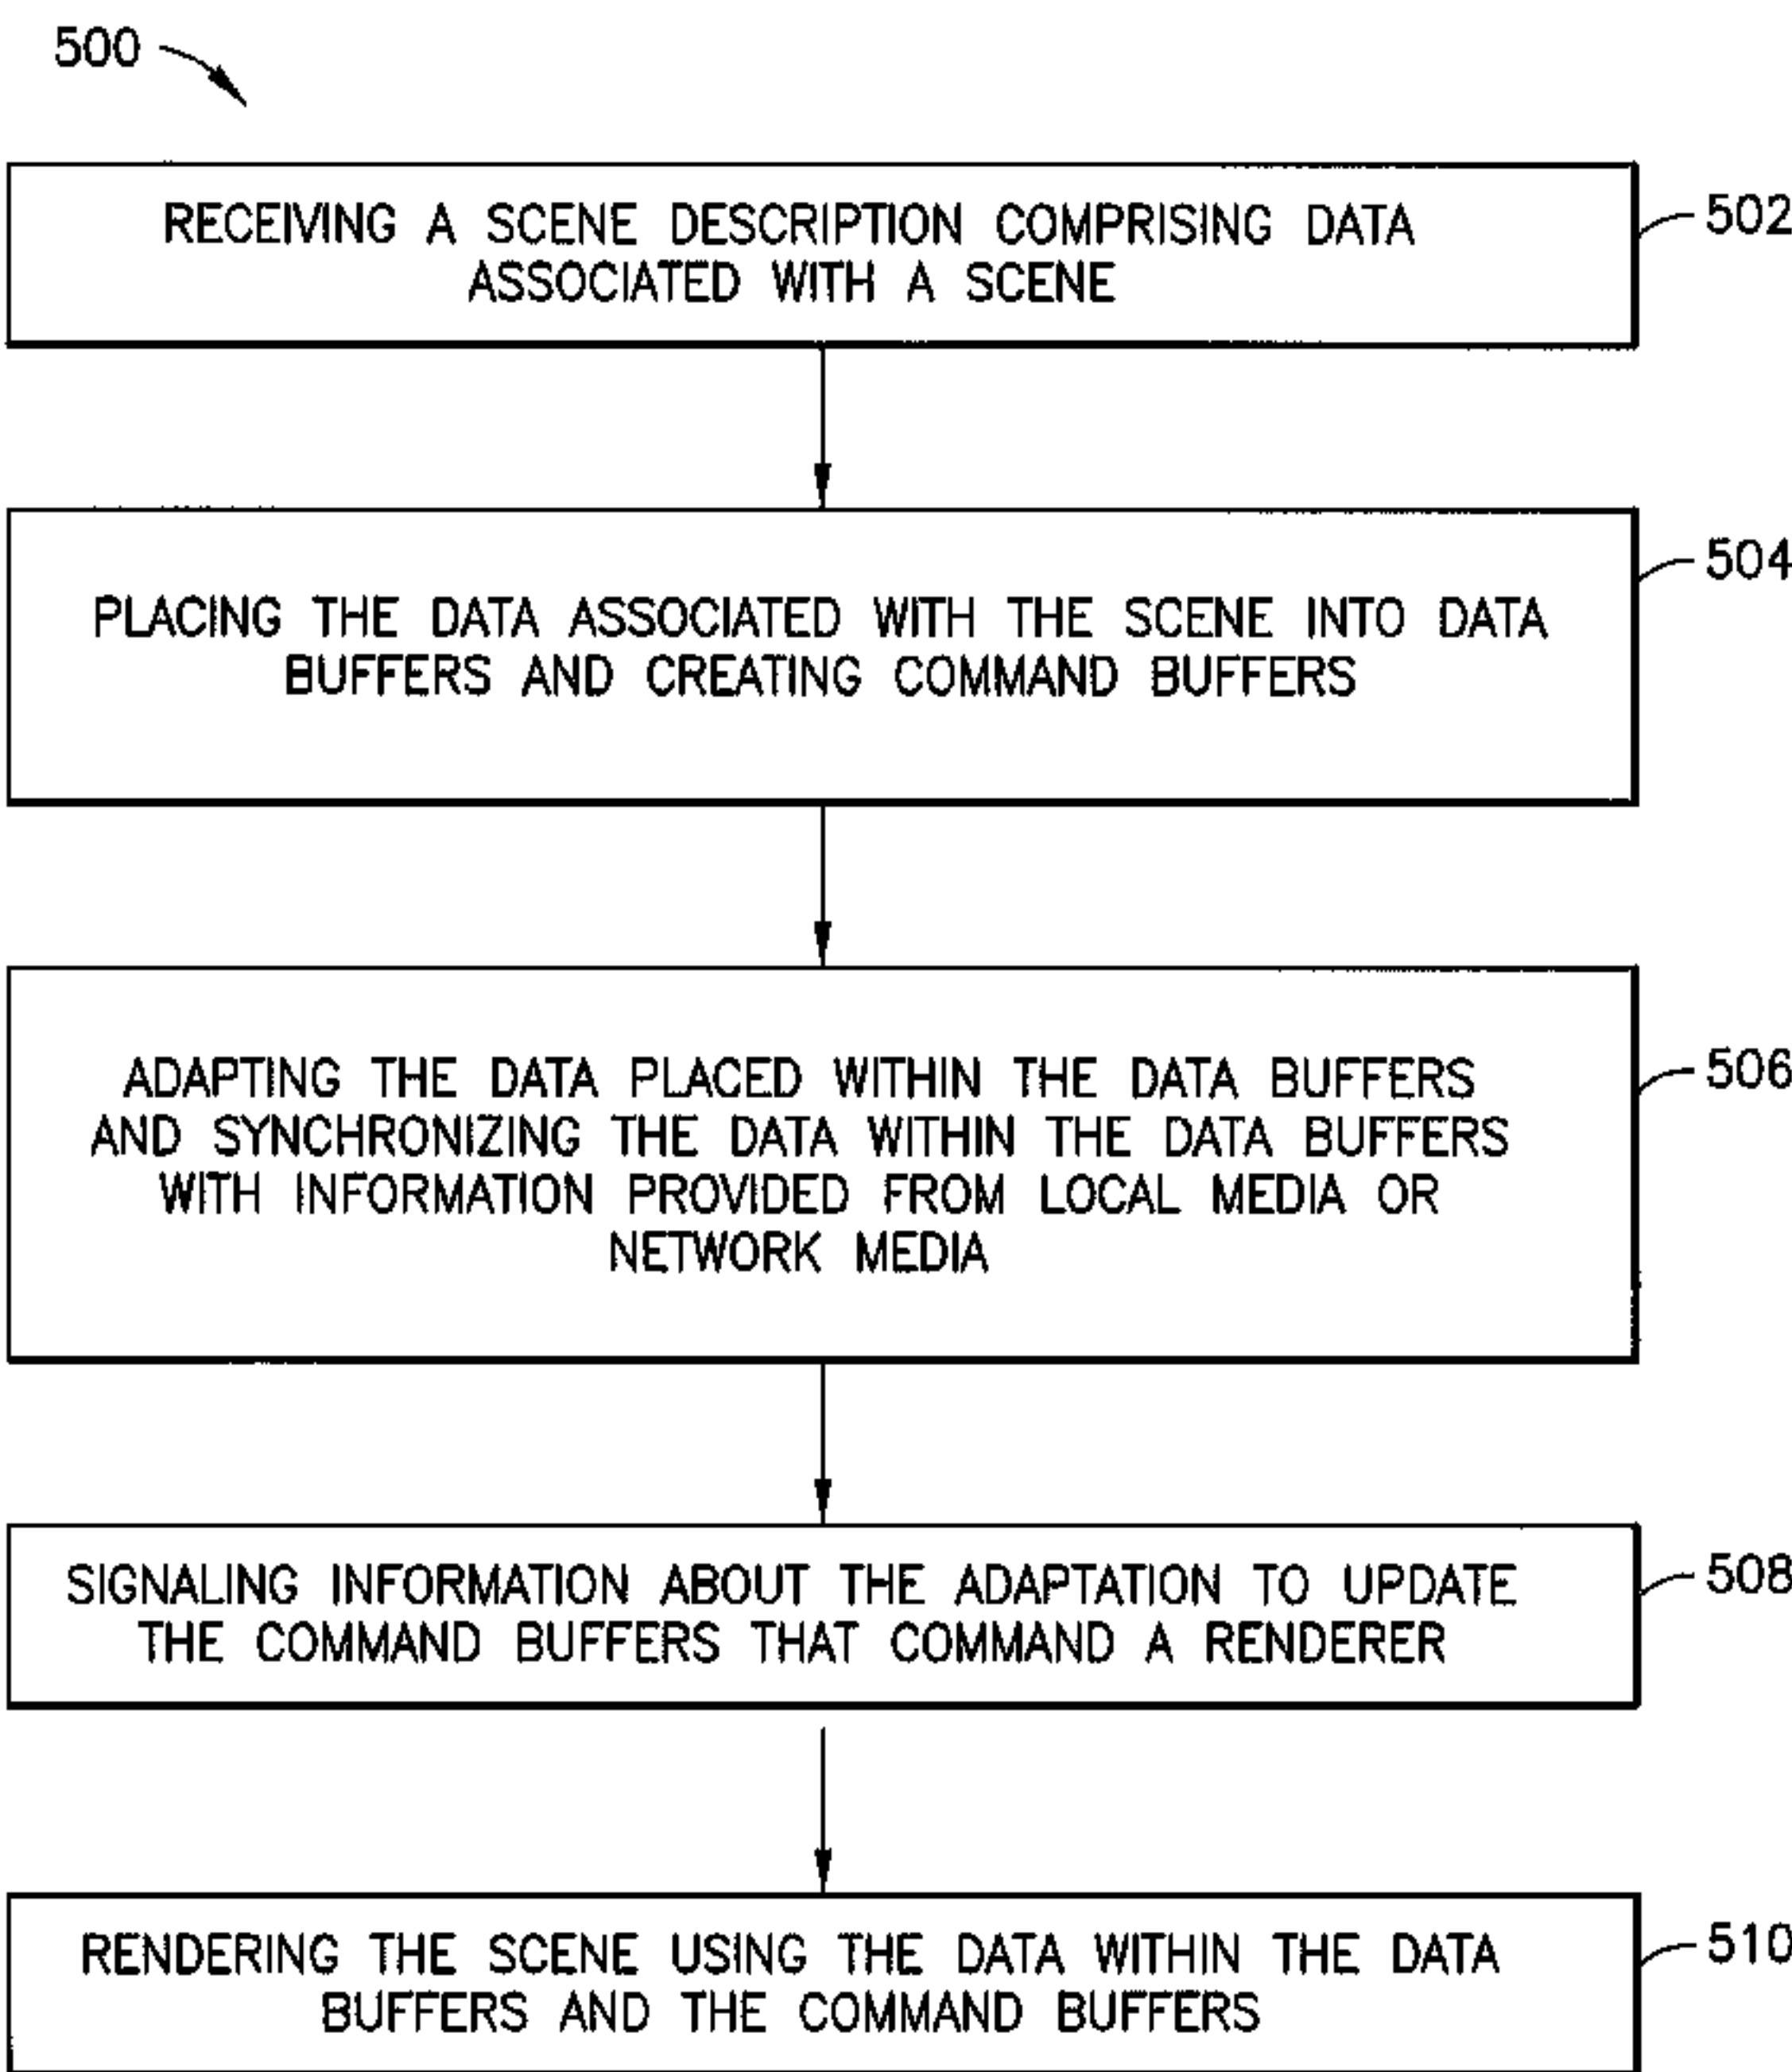 500
RECEIVING A SCENE DESCRIPTION COMPRISING DATA
ASSOCIATED WITH A SCENE
502
PLACING THE DATA ASSOCIATED WITH THE SCENE INTO DATA
BUFFERS AND CREATING COMMAND BUFFERS
504
ADAPTING THE DATA PLACED WITHIN THE DATA BUFFERS
AND SYNCHRONIZING THE DATA WITHIN THE DATA BUFFERS
WITH INFORMATION PROVIDED FROM LOCAL MEDIA OR
NETWORK MEDIA
506
SIGNALING INFORMATION ABOUT THE ADAPTATION TO UPDATE
THE COMMAND BUFFERS THAT COMMAND A RENDERER
508
RENDERING THE SCENE USING THE DATA WITHIN THE DATA
BUFFERS AND THE COMMAND BUFFERS
510